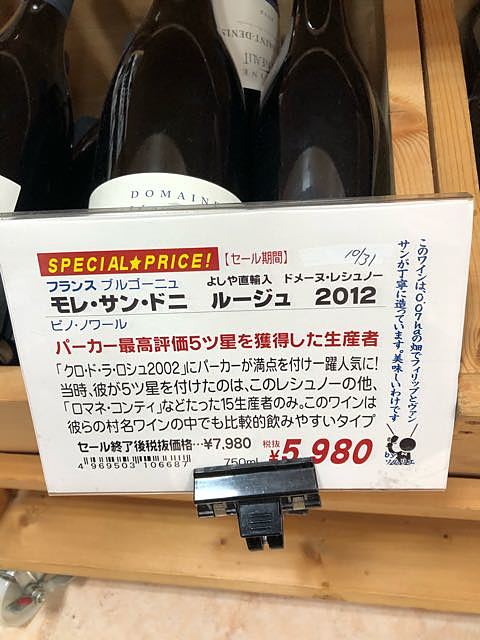 SAINT-DENIS
DOMAINE
SPECIAL★PRICE!
【セール期間】 10/31
フランス ブルゴーニュ よしや直輸入 ドメーヌ・レシュノー
モレ・サン・ドニ ルージュ 2012
ピノ・ノワール
パーカー最高評価5ツ星を獲得した生産者
「クロ・ド・ラ・ロシュ2002」にパーカーが満点を付け一躍人気に!
当時、彼が5ツ星を付けたのは、このレシュノーの他、
「ロマネ・コンティ」などたった15生産者のみ。このワインは
彼らの村名ワインの中でも比較的飲みやすいタイプ
セール終了後税抜価格…¥7,980 税抜
¥5,980
4969503106687
750ml
このワインは、0.07haの畑でフィリップとヴァン
サンが丁寧に造っています。美味しいわけです
by
ソムリエ